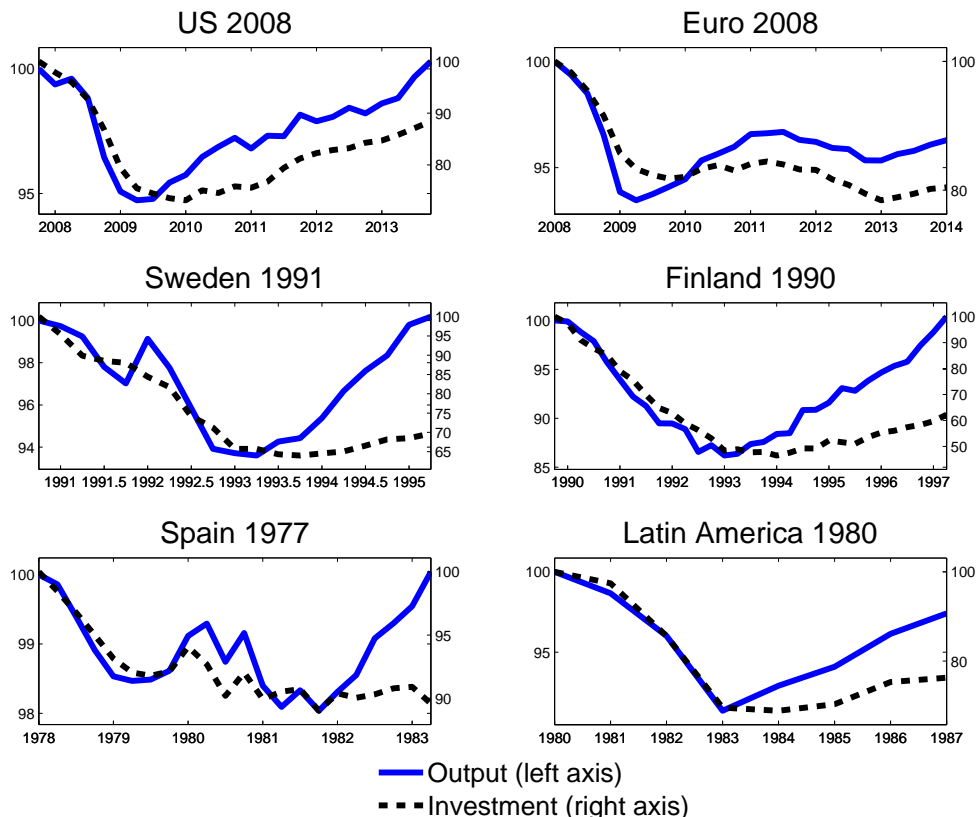 US 2008
Euro 2008
100
95
100
90
80
2008 2009 2010 2011 2012 2013
100
95
100
80
2008 2009 2010 2011 2012 2013 2014
Sweden 1991
Finland 1990
100
98
96
94
100
95
90
85
80
75
70
65
1991 1991.5 1992 1992.5 1993 1993.5 1994 1994.5 1995
100
95
90
85
100
90
80
70
60
50
1990 1991 1992 1993 1994 1995 1996 1997
Spain 1977
Latin America 1980
100
99
98
100
95
90
1978 1979 1980 1981 1982 1983
100
95
100
80
1980 1981 1982 1983 1984 1985 1986 1987
Output (left axis)
Investment (right axis)